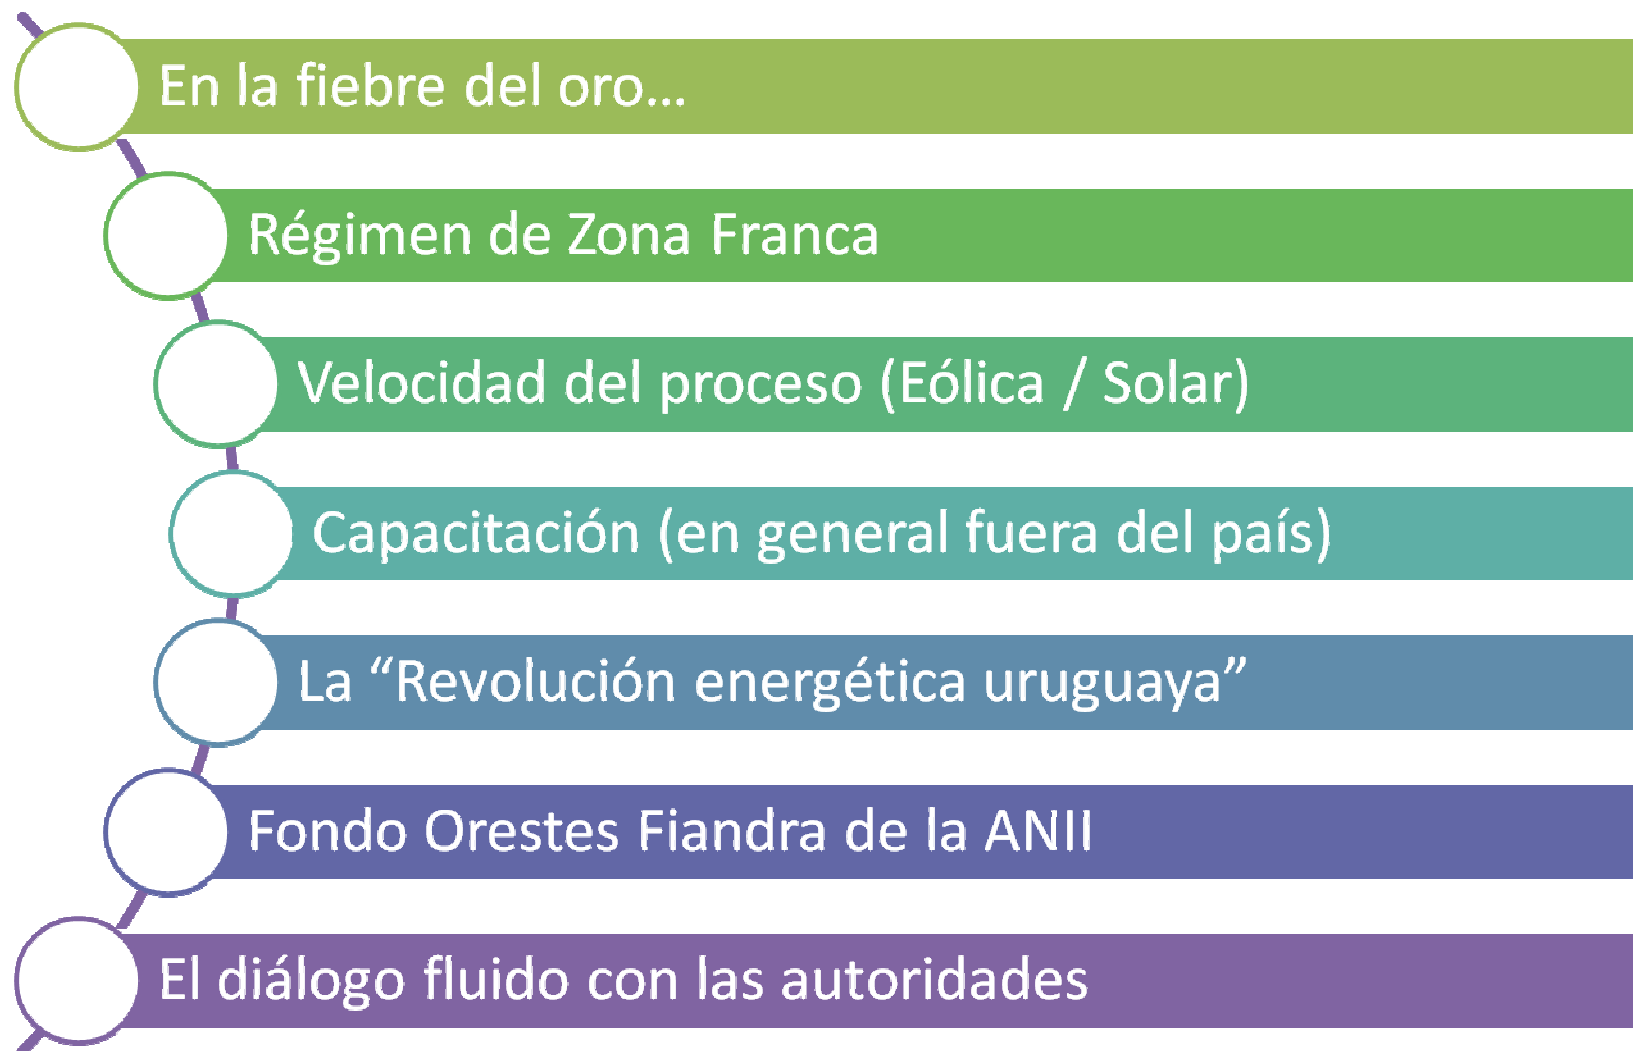 En la fiebre del oro...
Régimen de Zona Franca
Velocidad del proceso (Eólica / Solar)
Capacitación (en general fuera del país)
La “Revolución energética uruguaya”
Fondo Orestes Fiandra de la ANII
El diálogo fluido con las autoridades